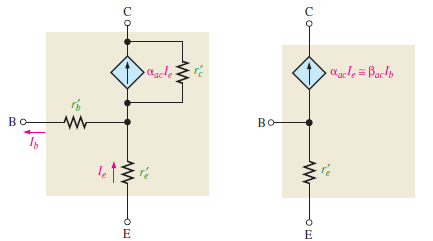 C
α_ac I_e
r′_c
r′_b
B
I_b
I_e
r′_e
E
C
α_ac I_e ≅ β_ac I_b
B
r′_e
E